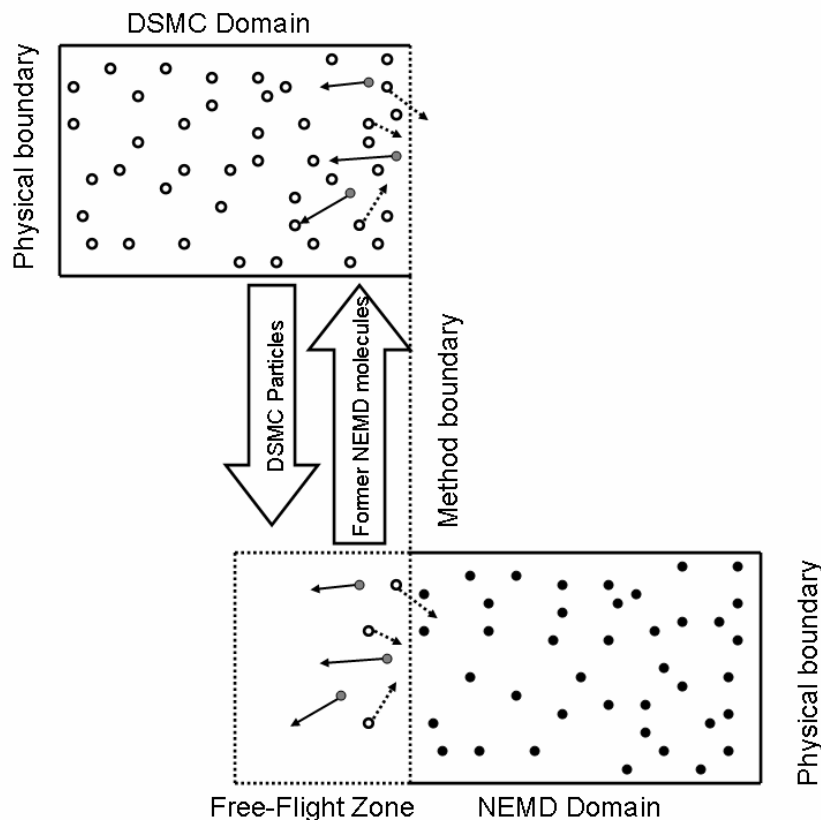 DSMC Domain
Physical boundary
DSMC Particles
Former NEMD molecules
Method boundary
Physical boundary
Free-Flight Zone
NEMD Domain